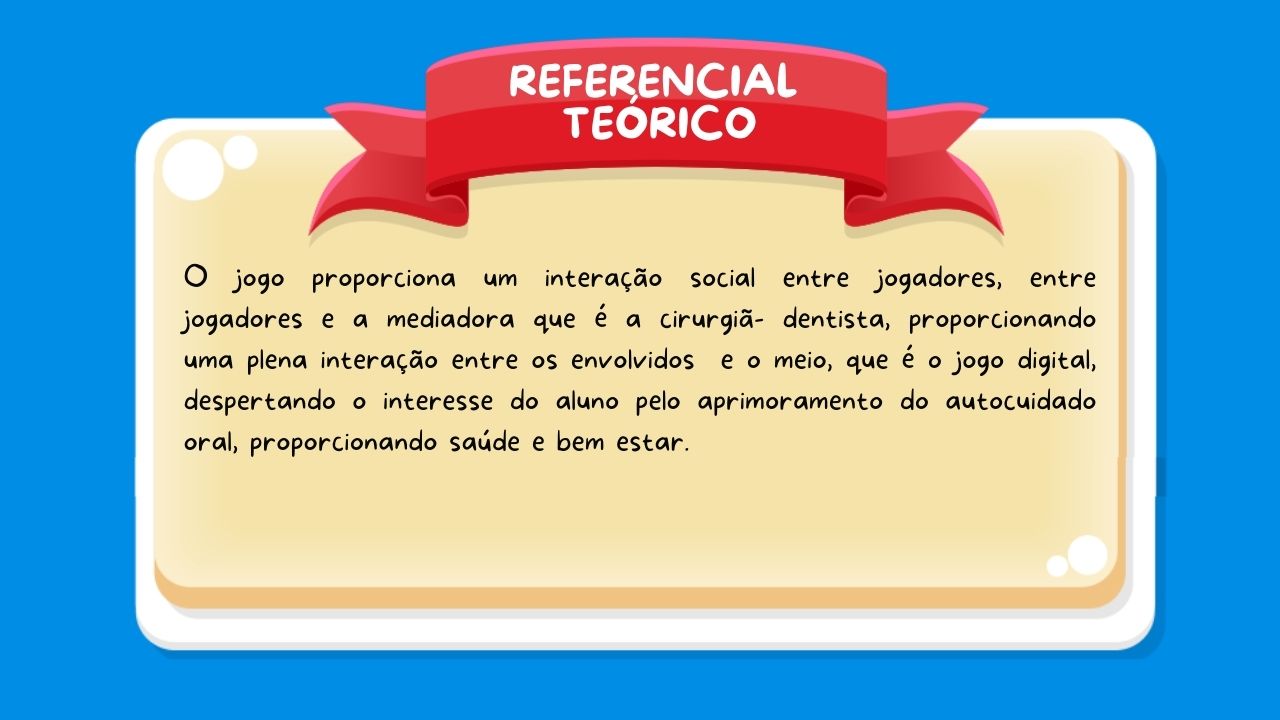 REFERENCIAL
TEÓRICO
O jogo proporciona um interação social entre jogadores, entre
jogadores e a mediadora que é a cirurgiã- dentista, proporcionando
uma plena interação entre os envolvidos e o meio, que é o jogo digital,
despertando o interesse do aluno pelo aprimoramento do autocuidado
oral, proporcionando saúde e bem estar.